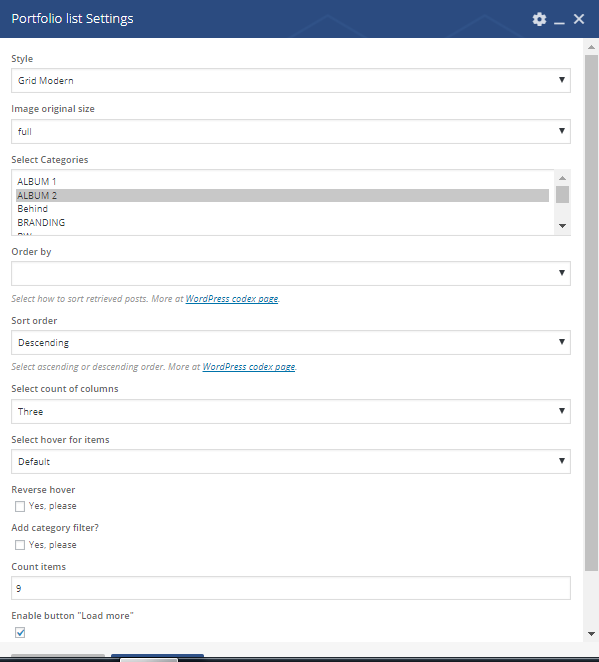 Portfolio list Settings
Style
Grid Modern
Image original size
full
Select Categories
ALBUM 1
ALBUM 2
Behind
BRANDING
Order by
Select how to sort retrieved posts. More at WordPress codex page.
Sort order
Descending
Select ascending or descending order. More at WordPress codex page.
Select count of columns
Three
Select hover for items
Default
Reverse hover
Yes, please
Add category filter?
Yes, please
Count items
9
Enable button "Load more"